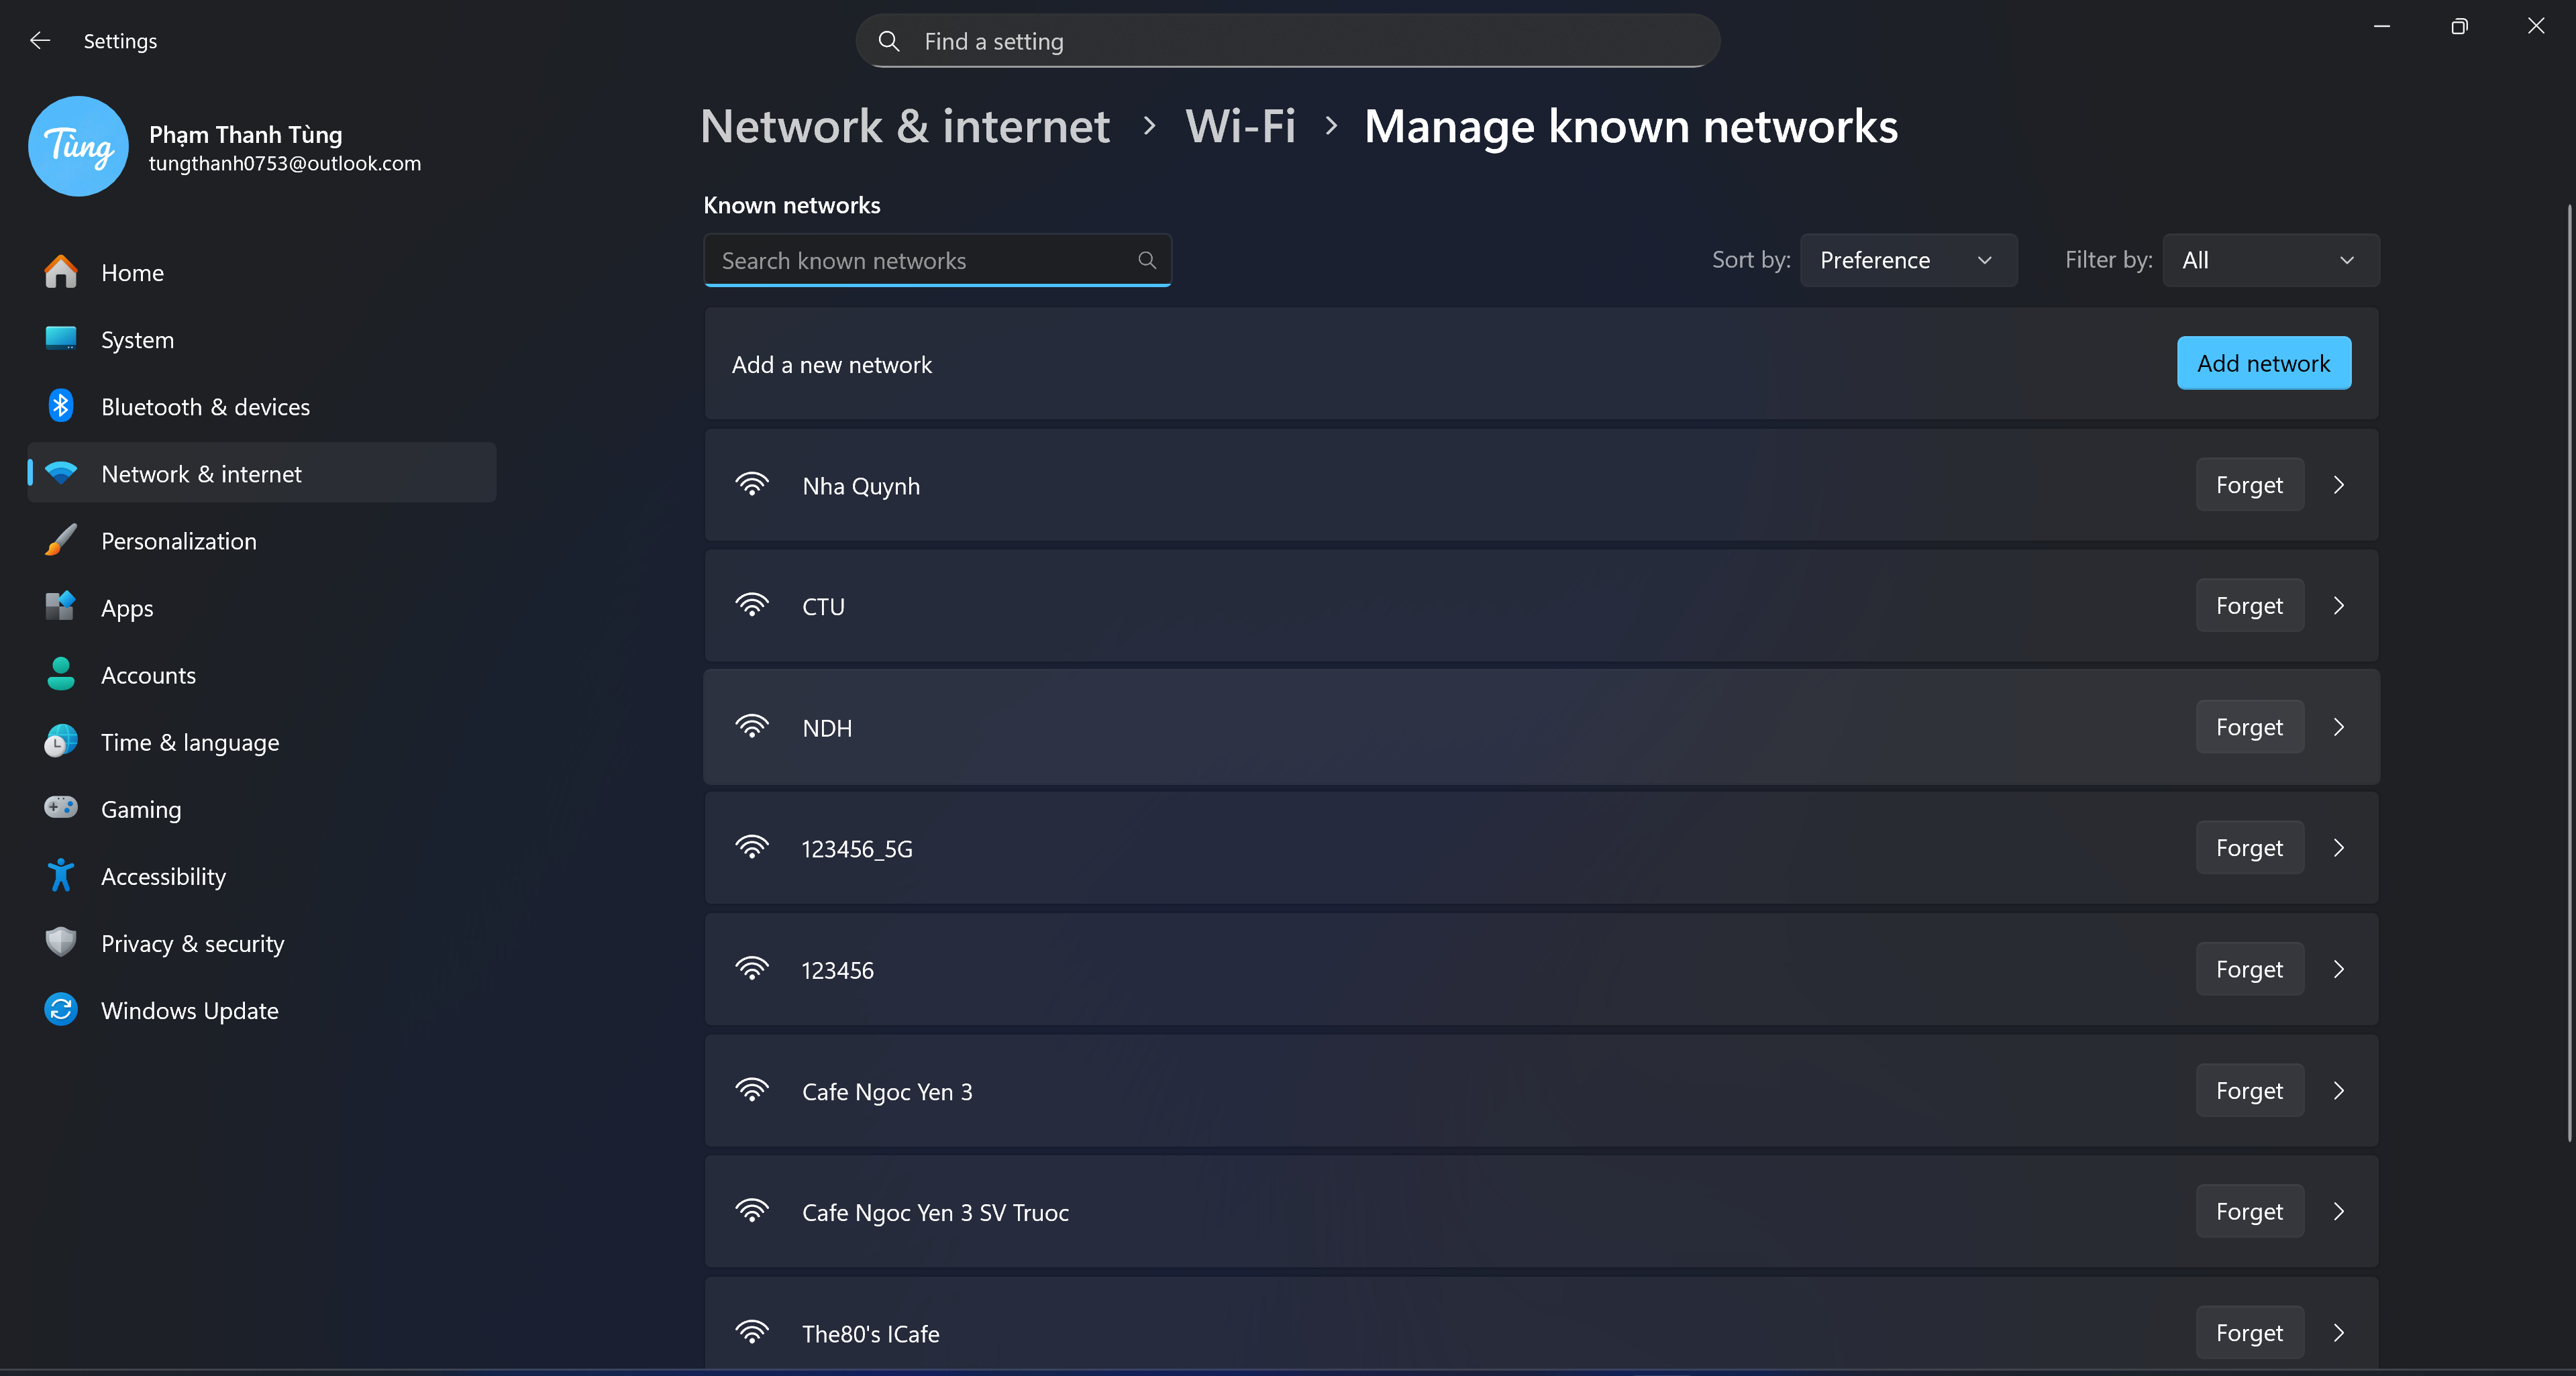 Settings
Find a setting
Tùng
Phạm Thanh Tùng
tungthanh0753@outlook.com
Home
System
Bluetooth & devices
Network & internet
Personalization
Apps
Accounts
Time & language
Gaming
Accessibility
Privacy & security
Windows Update
Network & internet > Wi-Fi > Manage known networks
Known networks
Search known networks
Sort by: Preference
Filter by: All
Add a new network
Add network
Nha Quynh
Forget
CTU
Forget
NDH
Forget
123456_5G
Forget
123456
Forget
Cafe Ngoc Yen 3
Forget
Cafe Ngoc Yen 3 SV Truoc
Forget
The80's ICafe
Forget